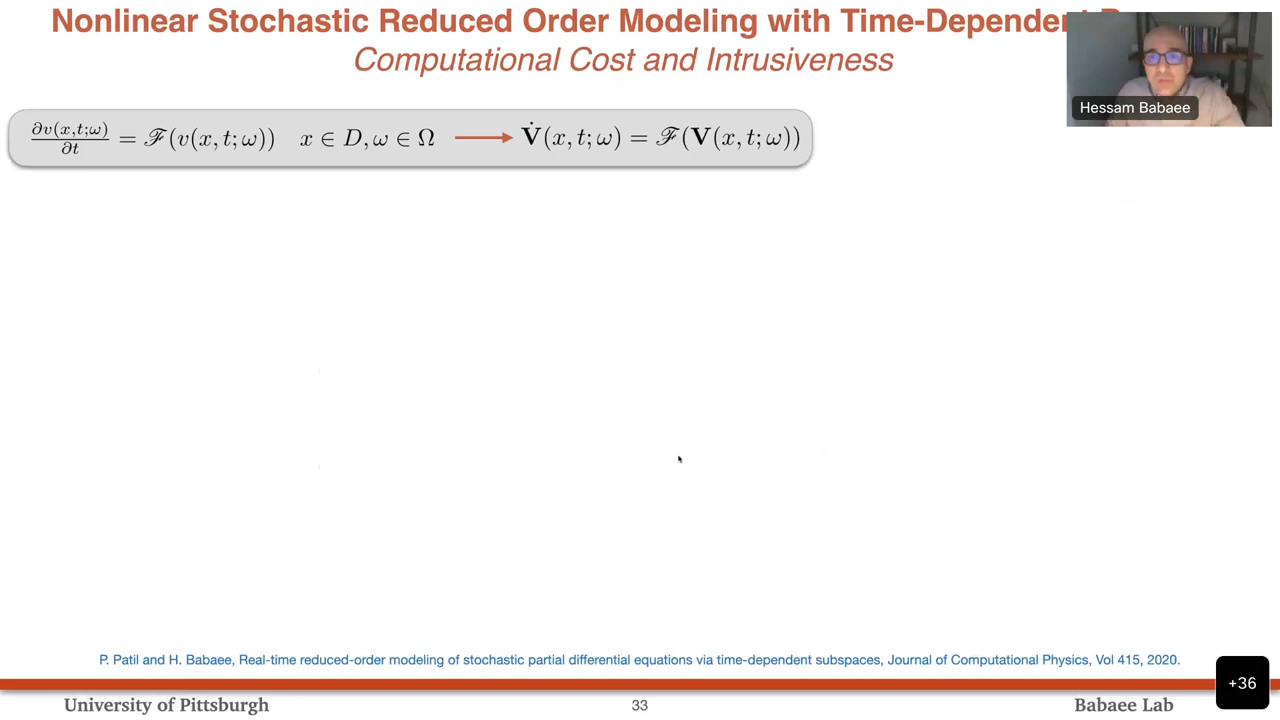 Nonlinear Stochastic Reduced Order Modeling with Time-Dependent
Computational Cost and Intrusiveness
Hessam Babaee
∂v(x,t;ω)/∂t = ℱ(v(x,t;ω)) x ∈ D, ω ∈ Ω ⟶ V̇(x,t;ω) = ℱ(V(x,t;ω))
P. Patil and H. Babaee, Real-time reduced-order modeling of stochastic partial differential equations via time-dependent subspaces, Journal of Computational Physics, Vol 415, 2020.
+36
University of Pittsburgh 33 Babaee Lab